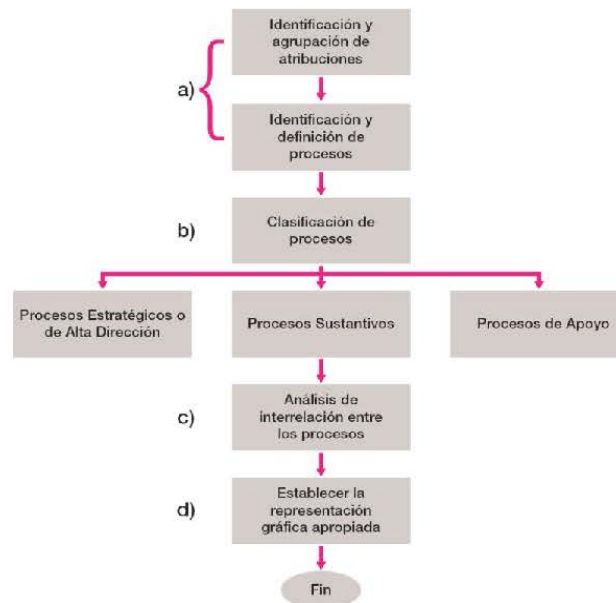 Identificación y
agrupación de
atribuciones
a)
Identificación y
definición de
procesos
b)
Clasificación de
procesos
Procesos Estratégicos o
de Alta Dirección
Procesos Sustantivos
Procesos de Apoyo
c)
Análisis de
interrelación entre
los procesos
d)
Establecer la
representación
gráfica apropiada
Fin